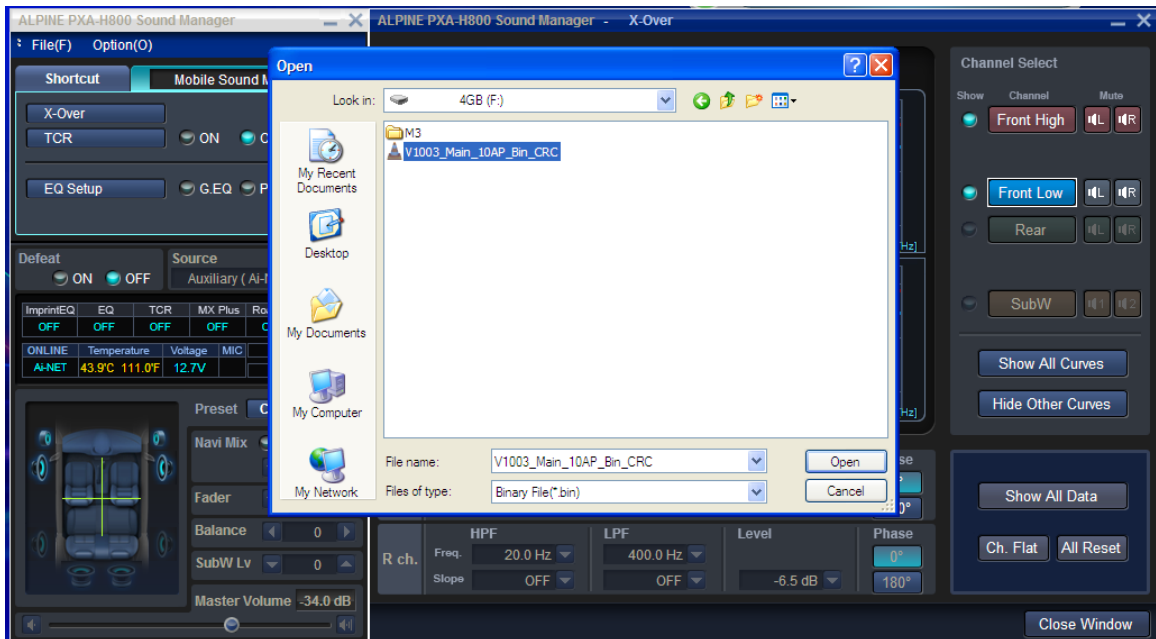 ALPINE PXA-H800 Sound Manager
File(F) Option(O)
Shortcut
Mobile Sound M
X-Over
TCR ON
EQ Setup G.EQ P
Defeat
ON OFF
Source
Auxiliary ( Ai-
ImprintEQ EQ TCR MX Plus
OFF OFF OFF OFF
ONLINE Temperature Voltage MIC
Ai-NET 43.9°C 111.0°F 12.7V
Preset
Navi Mix
Fader
Balance 0
SubW Lv 0
Master Volume -34.0 dB
ALPINE PXA-H800 Sound Manager - X-Over
Open
Look in: 4GB (F:)
M3
V1003_Main_10AP_Bin_CRC
My Recent Documents
Desktop
My Documents
My Computer
My Network
File name: V1003_Main_10AP_Bin_CRC Open
Files of type: Binary File(*.bin) Cancel
Hz]
Hz]
se
HPF LPF Level Phase
R ch.
Freq. 20.0 Hz 400.0 Hz 0°
Slope OFF OFF -6.5 dB 180°
Channel Select
Show Channel Mute
Front High L R
Front Low L R
Rear L R
SubW 1 2
Show All Curves
Hide Other Curves
Show All Data
Ch. Flat All Reset
Close Window